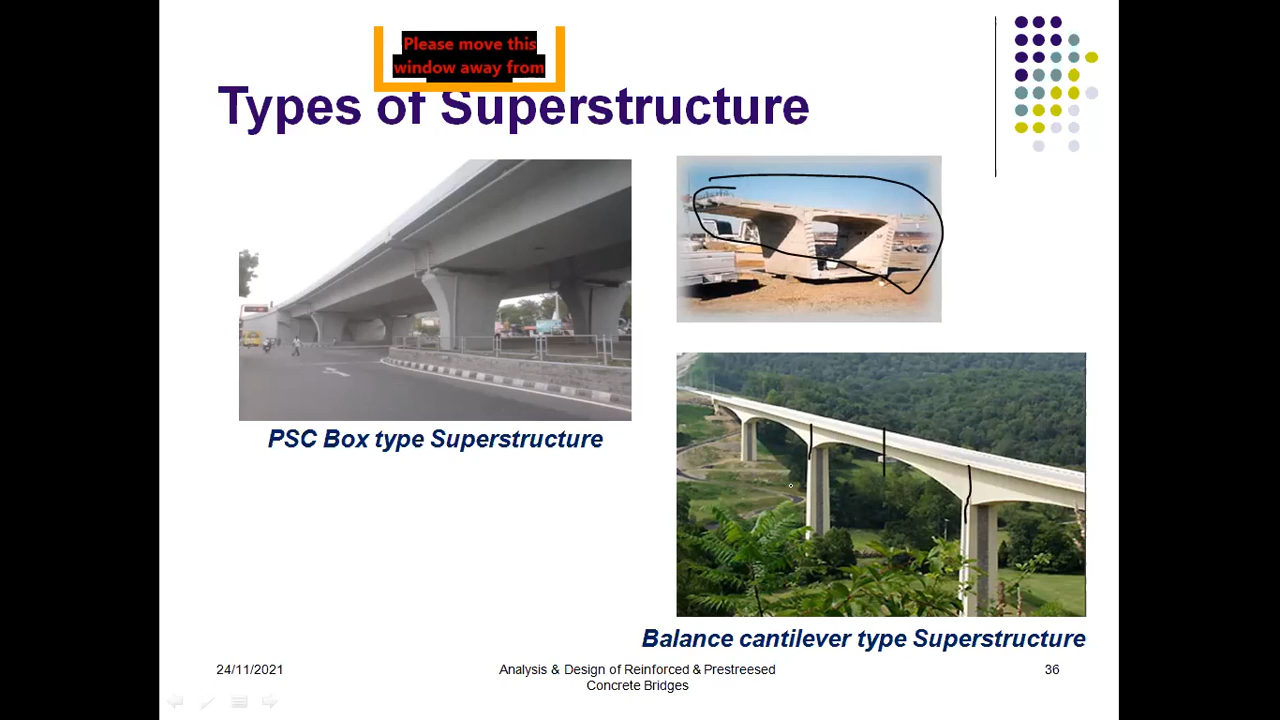 Please move this
window away from
Types of Superstructure
PSC Box type Superstructure
Balance cantilever type Superstructure
24/11/2021
Analysis & Design of Reinforced & Prestreesed
Concrete Bridges
36